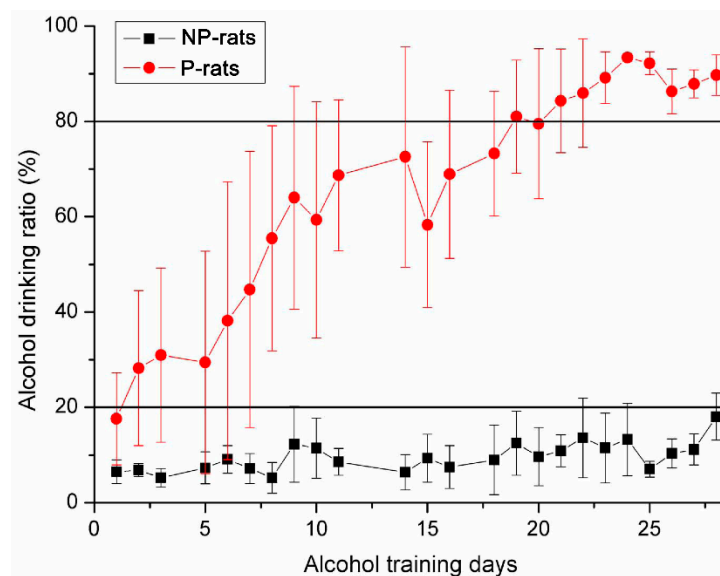 NP-rats
P-rats
100
80
60
40
20
0
Alcohol drinking ratio (%)
0 5 10 15 20 25
Alcohol training days